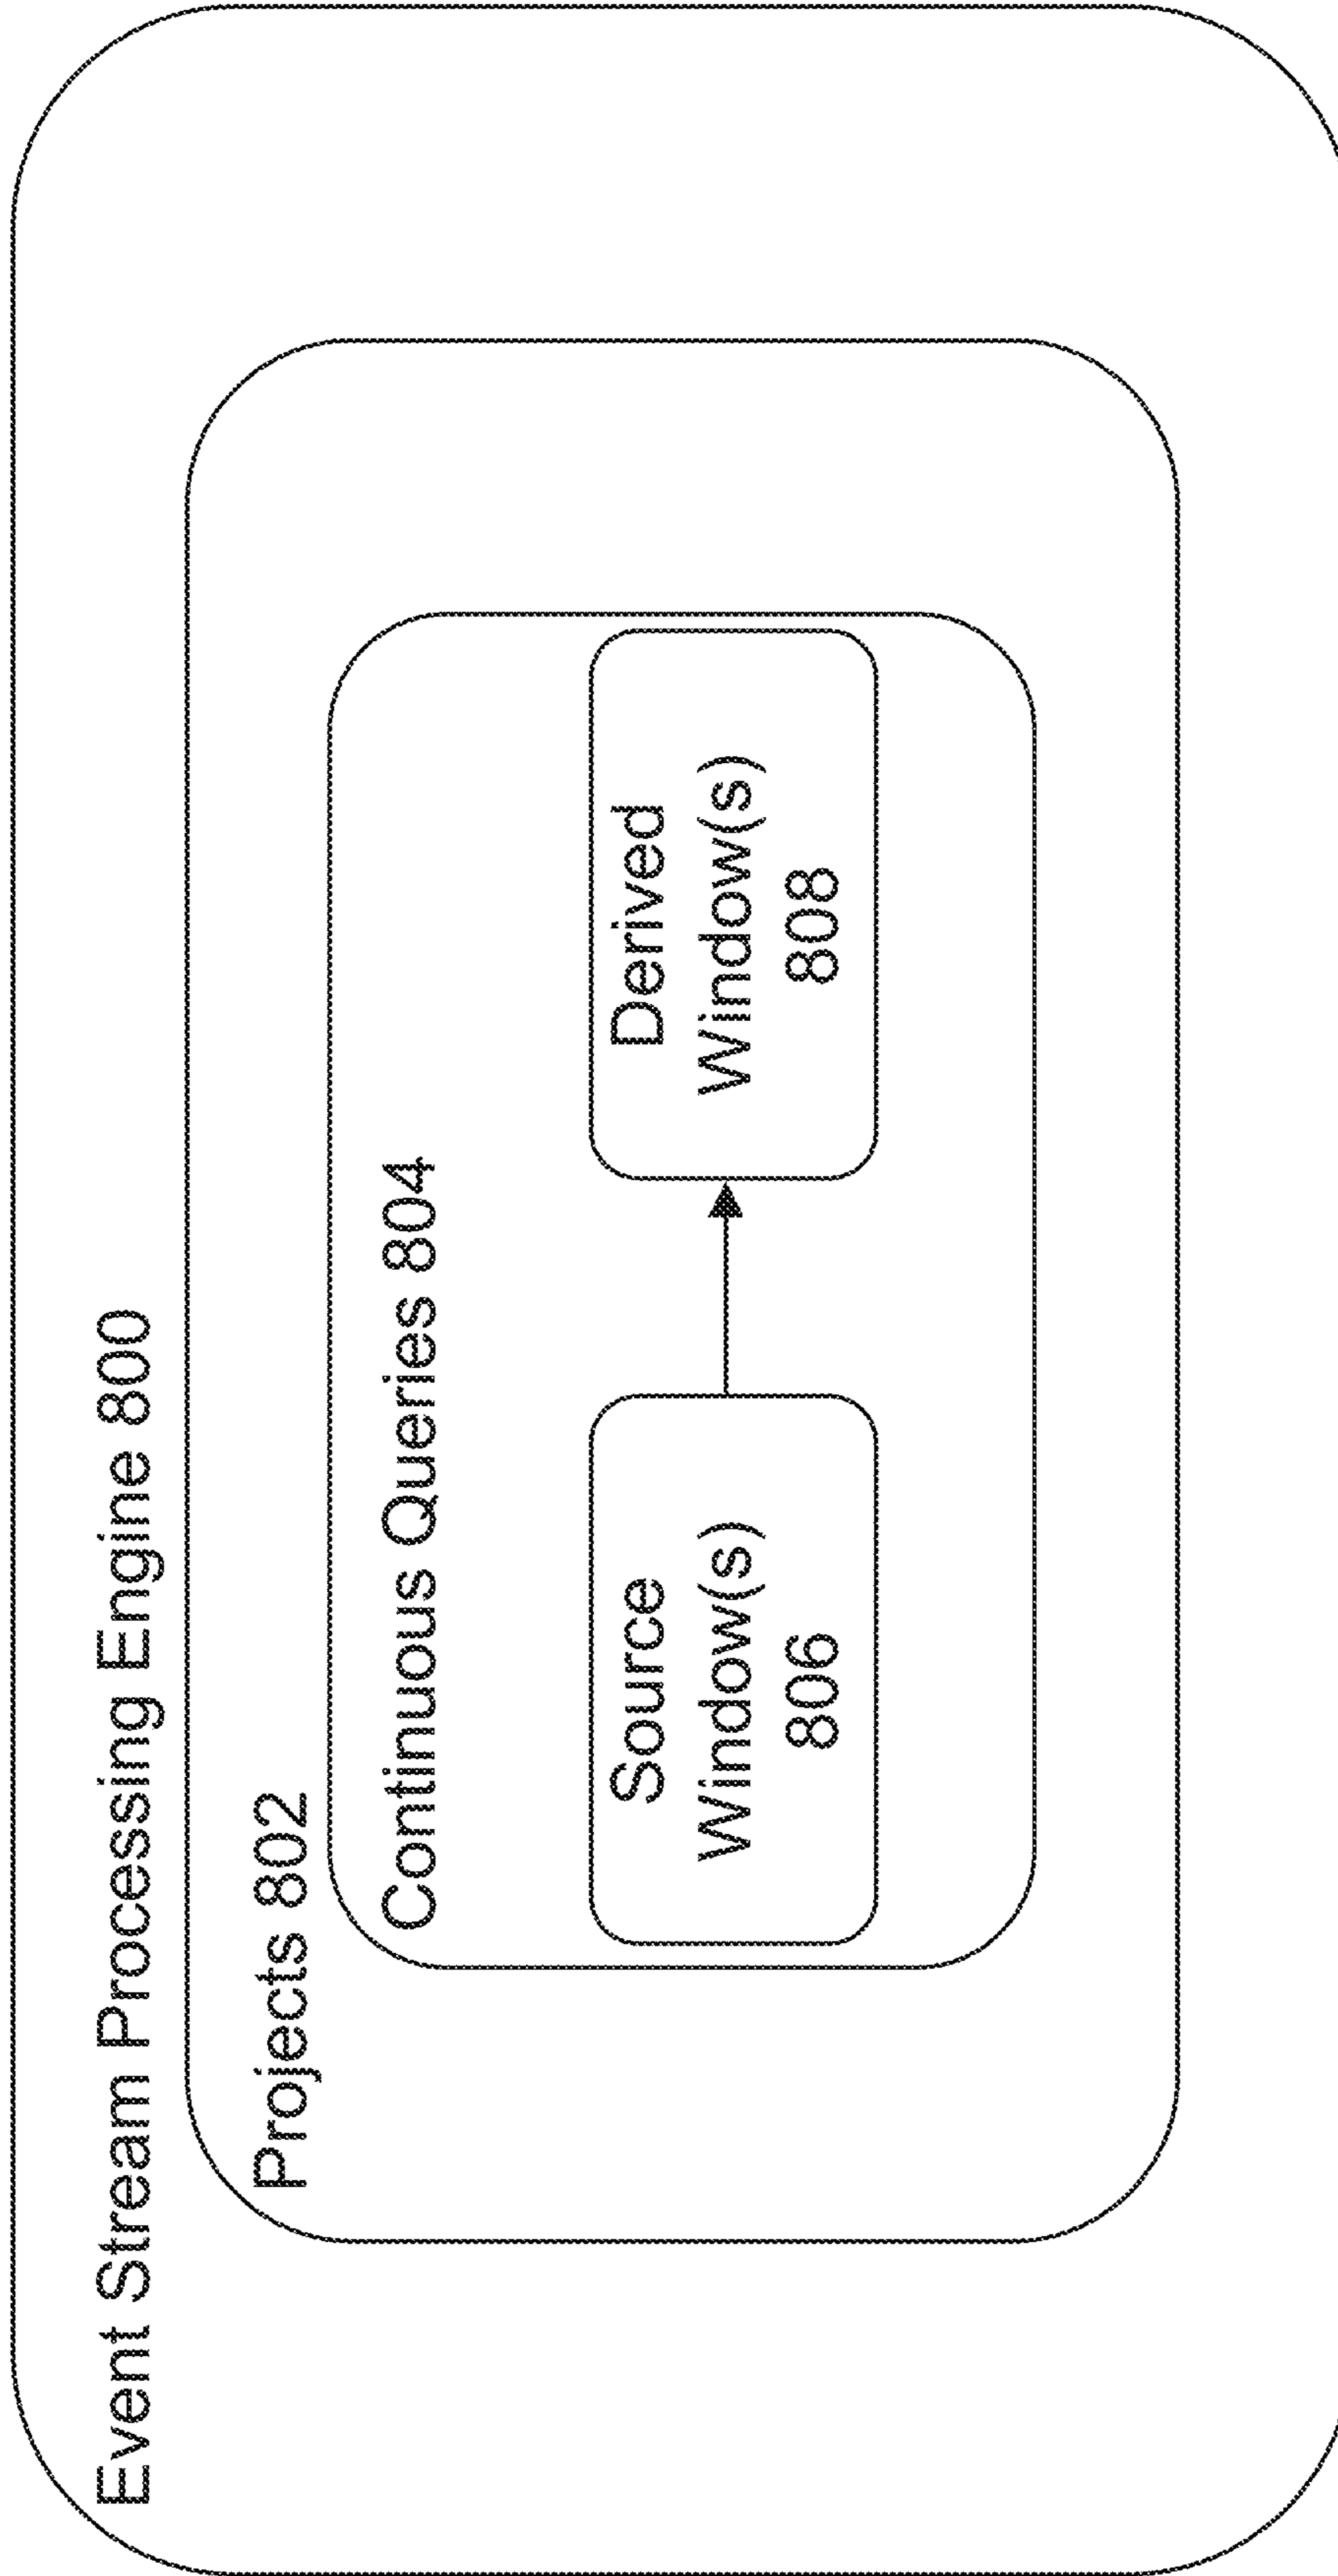 Event Stream Processing Engine 800
Projects 802
Continuous Queries 804
Source
Window(s)
806
Derived
Window(s)
808